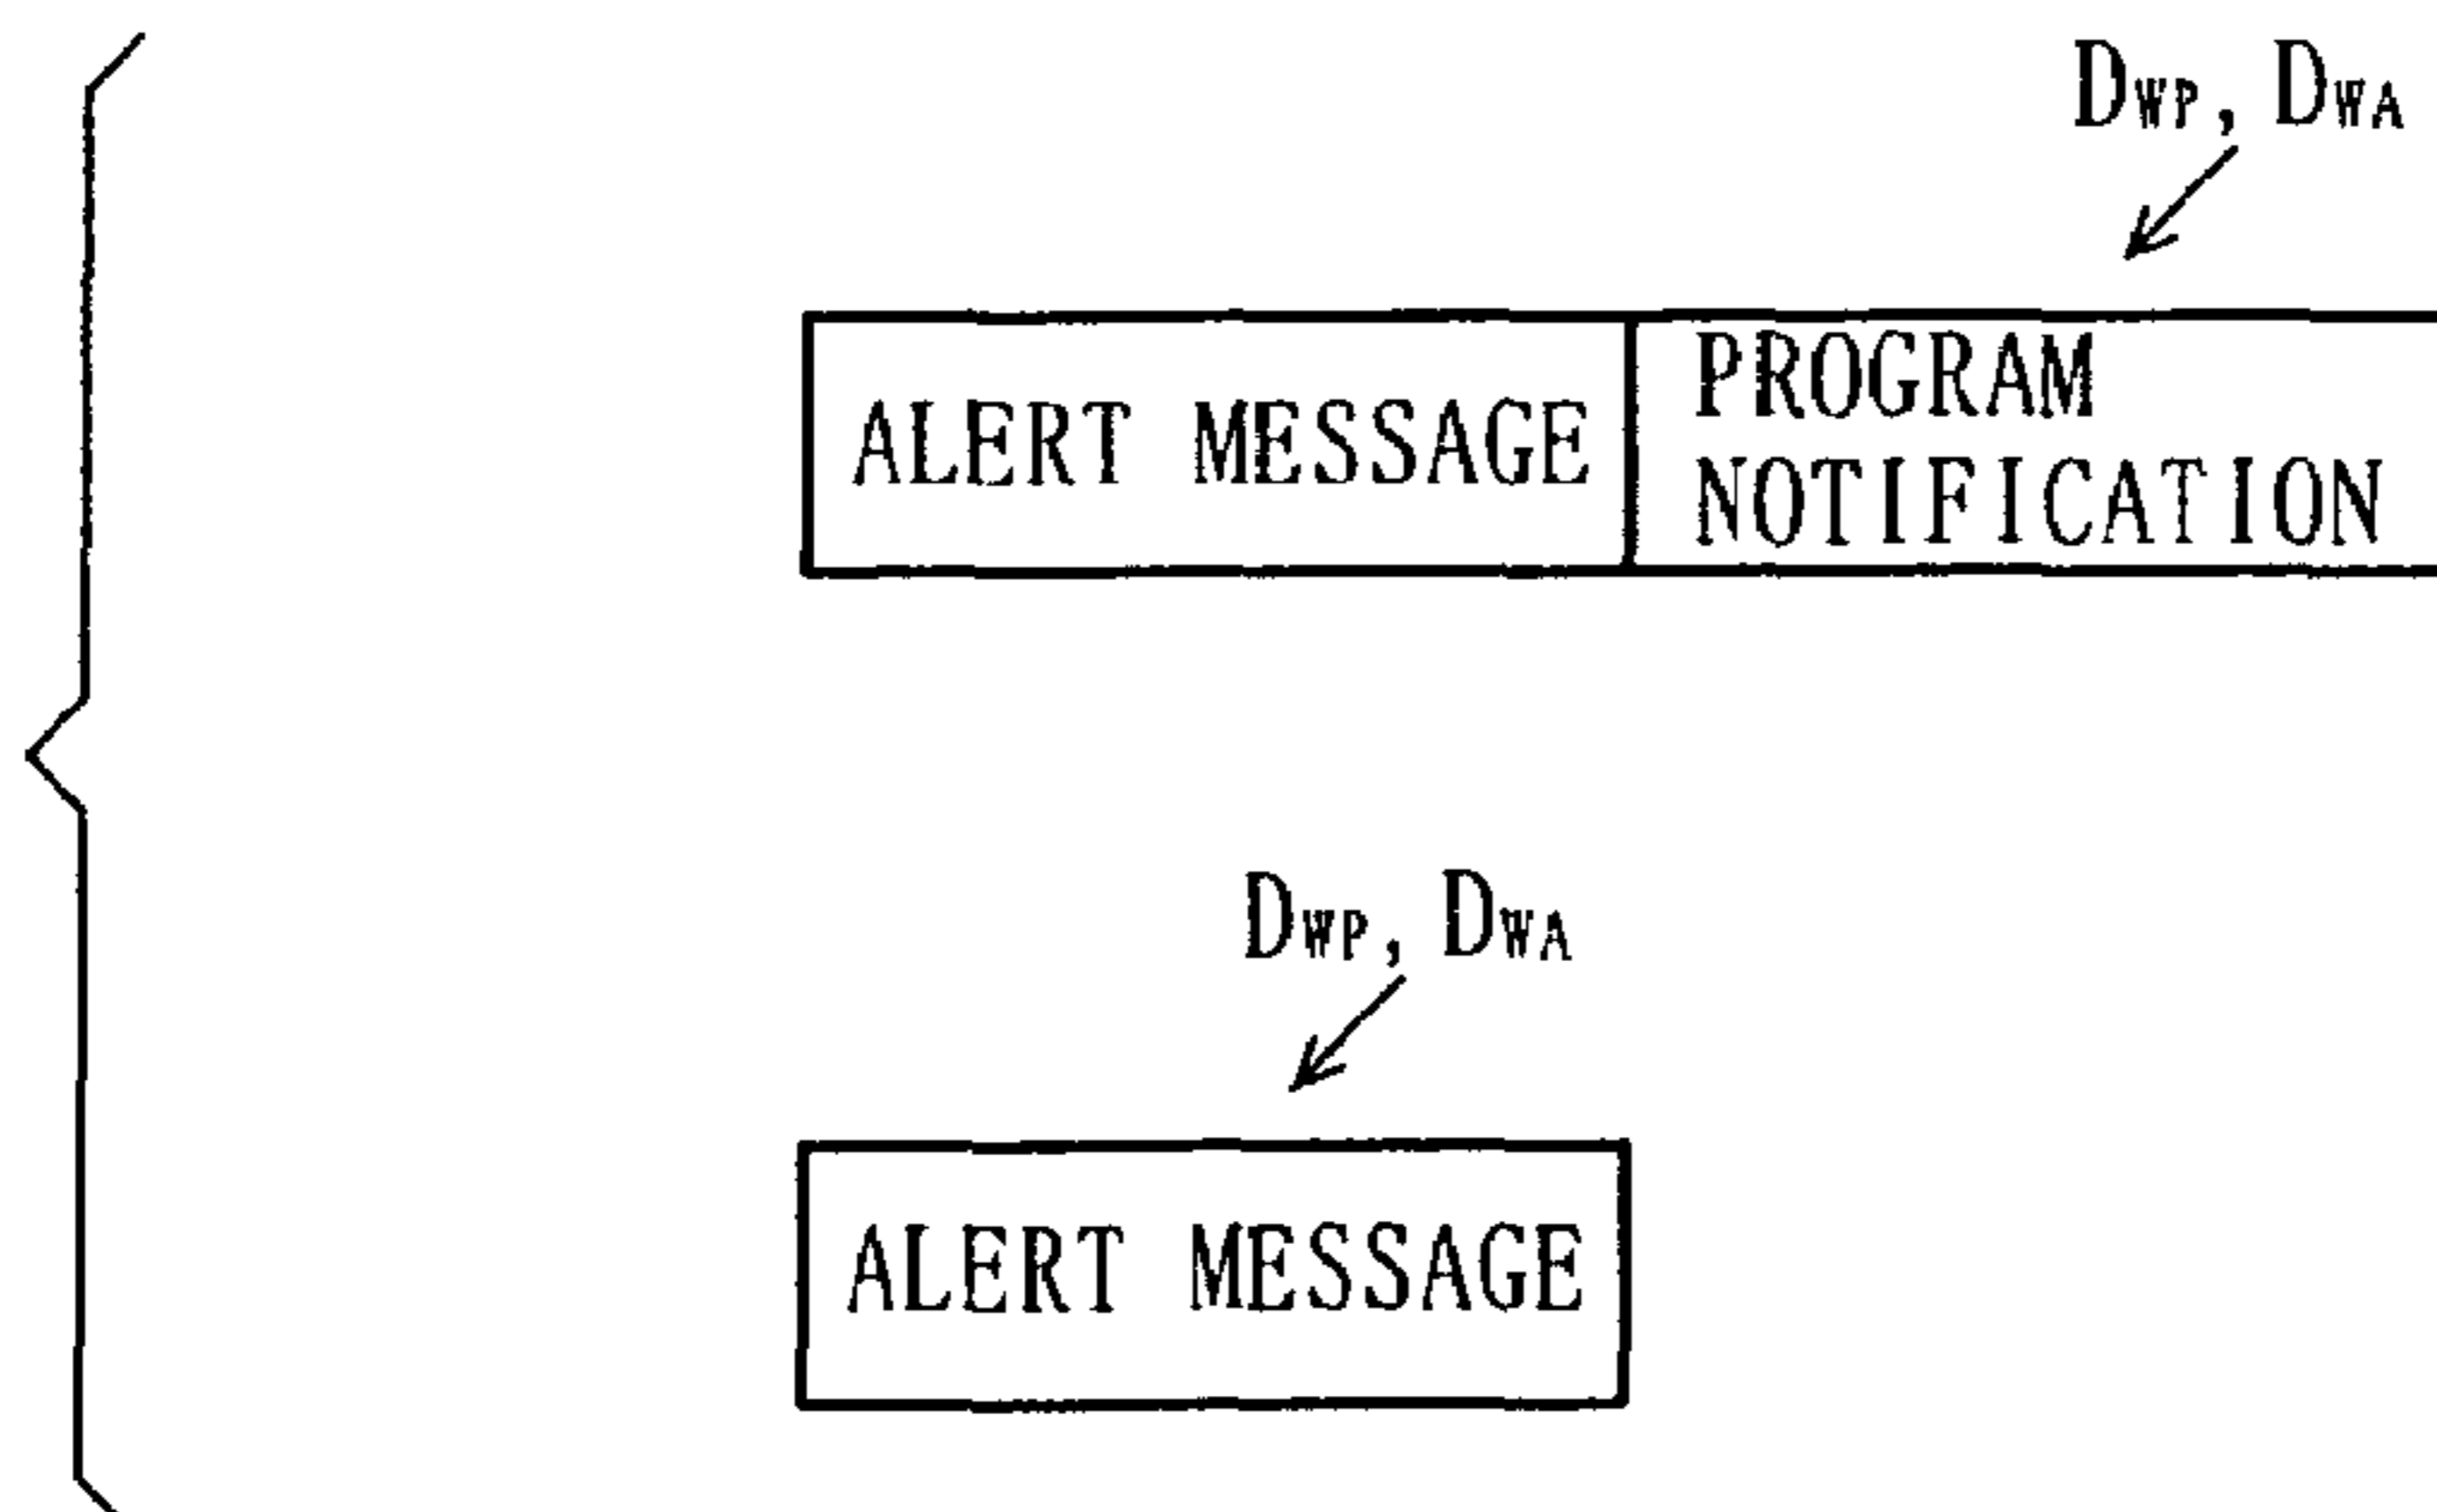 DWP, DWA
ALERT MESSAGE
PROGRAM
NOTIFICATION
DWP, DWA
ALERT MESSAGE